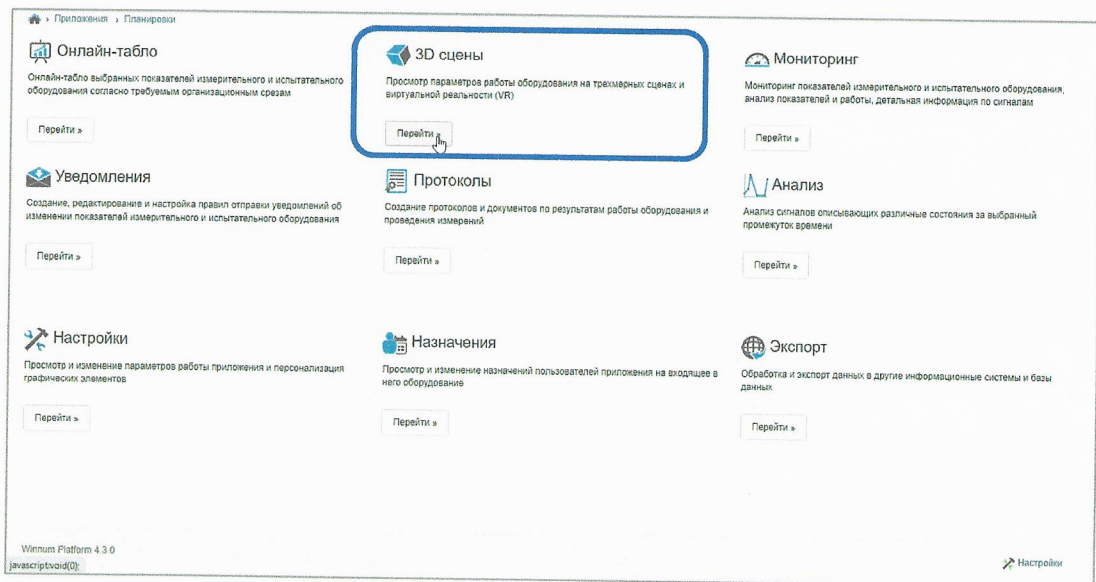 Приложения › Планировки
Онлайн-табло
Онлайн-табло выбранных показателей измерительного и испытательного
оборудования согласно требуемым организационным срезам
Перейти »
3D сцены
Просмотр параметров работы оборудования на трехмерных сценах и
виртуальной реальности (VR)
Перейти »
Мониторинг
Мониторинг показателей измерительного и испытательного оборудования,
анализ показателей и работы, детальная информация по сигналам
Перейти »
Уведомления
Создание, редактирование и настройка правил отправки уведомлений об
изменении показателей измерительного и испытательного оборудования
Перейти »
Протоколы
Создание протоколов и документов по результатам работы оборудования и
проведения измерений
Перейти »
Анализ
Анализ сигналов описывающих различные состояния за выбранный
промежуток времени
Перейти »
Настройки
Просмотр и изменение параметров работы приложения и персонализация
графических элементов
Перейти »
Назначения
Просмотр и изменение назначений пользователей приложения на входящее в
него оборудование
Перейти »
Экспорт
Обработка и экспорт данных в другие информационные системы и базы
данных
Перейти »
Winnum Platform 4.3.0
javascript:void(0);
Настройки